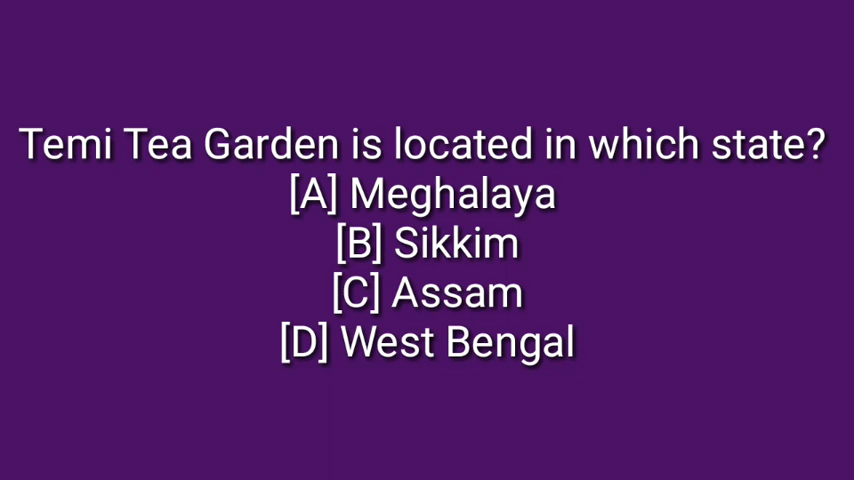 Temi Tea Garden is located in which state?
[A] Meghalaya
[B] Sikkim
[C] Assam
[D] West Bengal